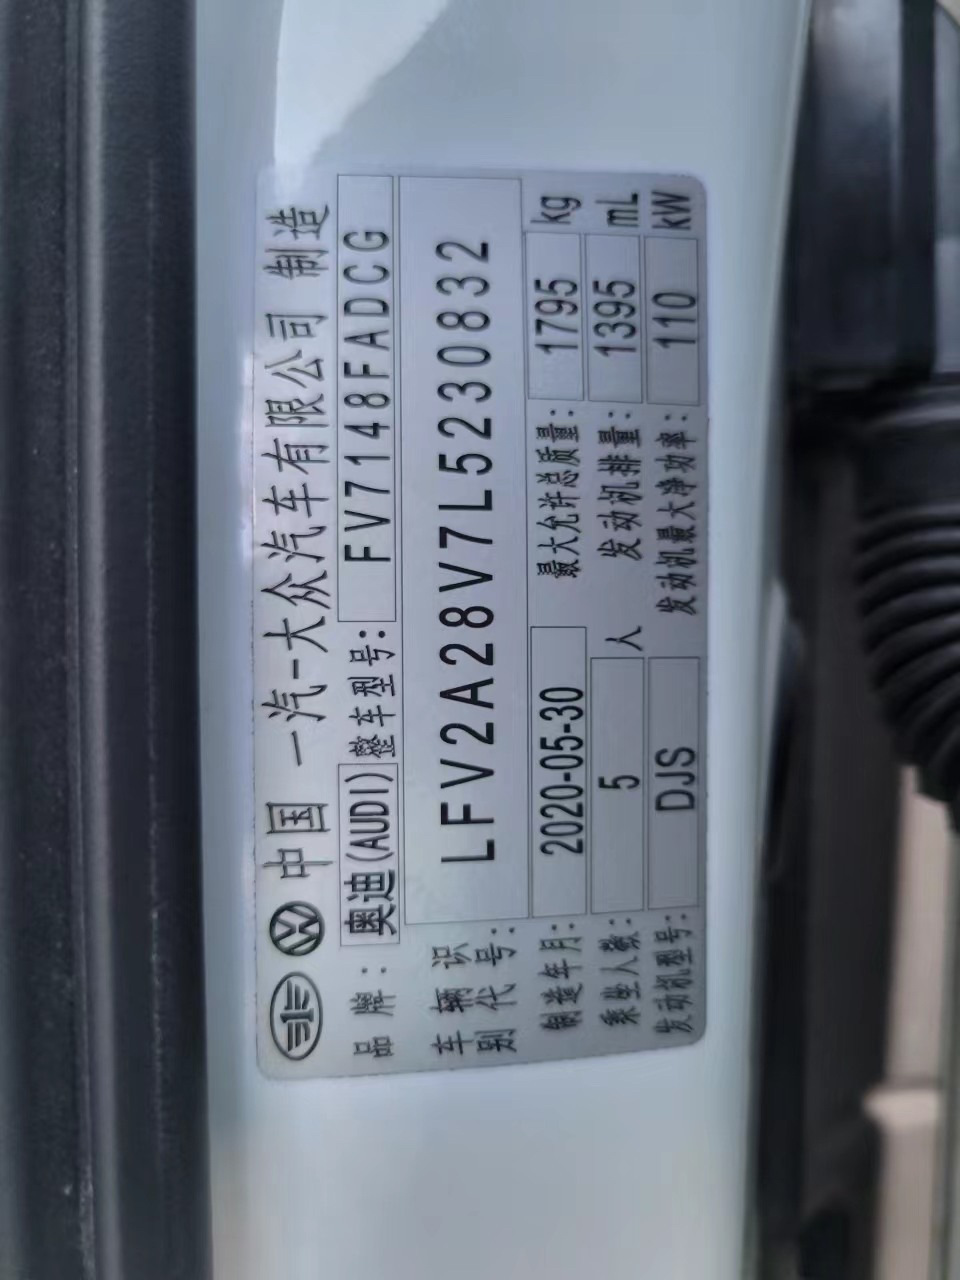 中国 一汽-大众汽车有限公司 制造
品牌: 奥迪(AUDI) 整车型号: FV7148FADCG
车辆识别代号: LFV2A28V7L5230832
制造年月: 2020-05-30 最大允许总质量: 1795 kg
乘坐人数: 5 人 发动机排量: 1395 mL
发动机型号: DJS 发动机最大净功率: 110 kW